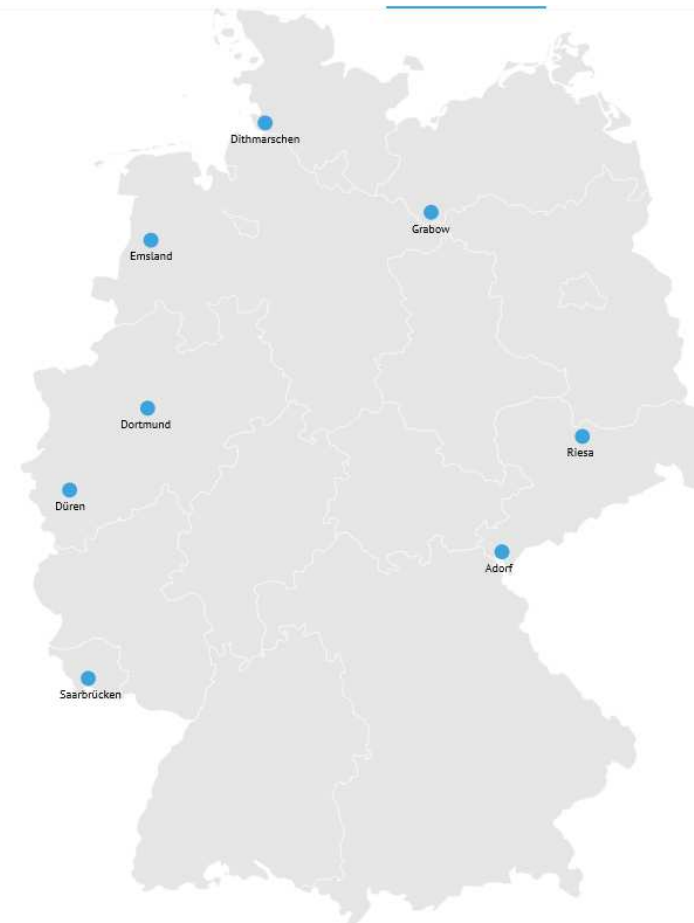 Dithmarschen
Grabow
Emsland
Dortmund
Riesa
Düren
Adorf
Saarbrücken